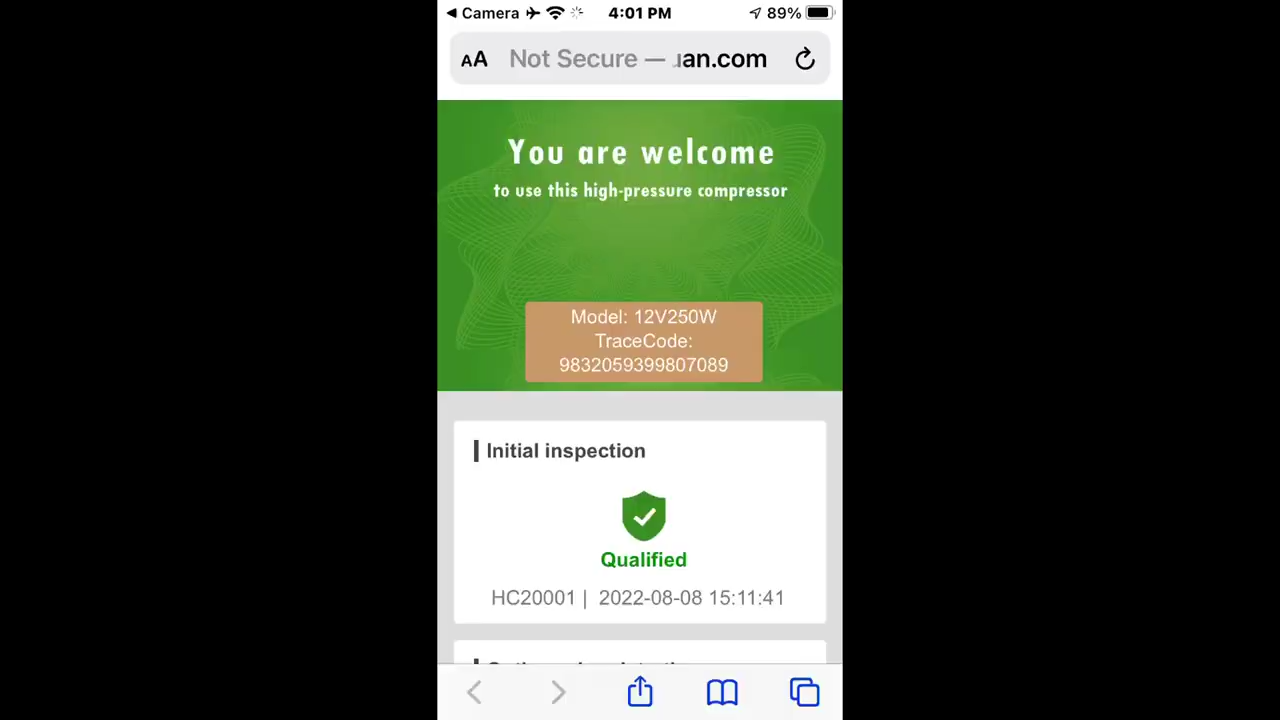 Camera 4:01 PM 89%
AA Not Secure — an.com
You are welcome
to use this high-pressure compressor
Model: 12V250W
TraceCode:
9832059399807089
Initial inspection
Qualified
HC20001 | 2022-08-08 15:11:41